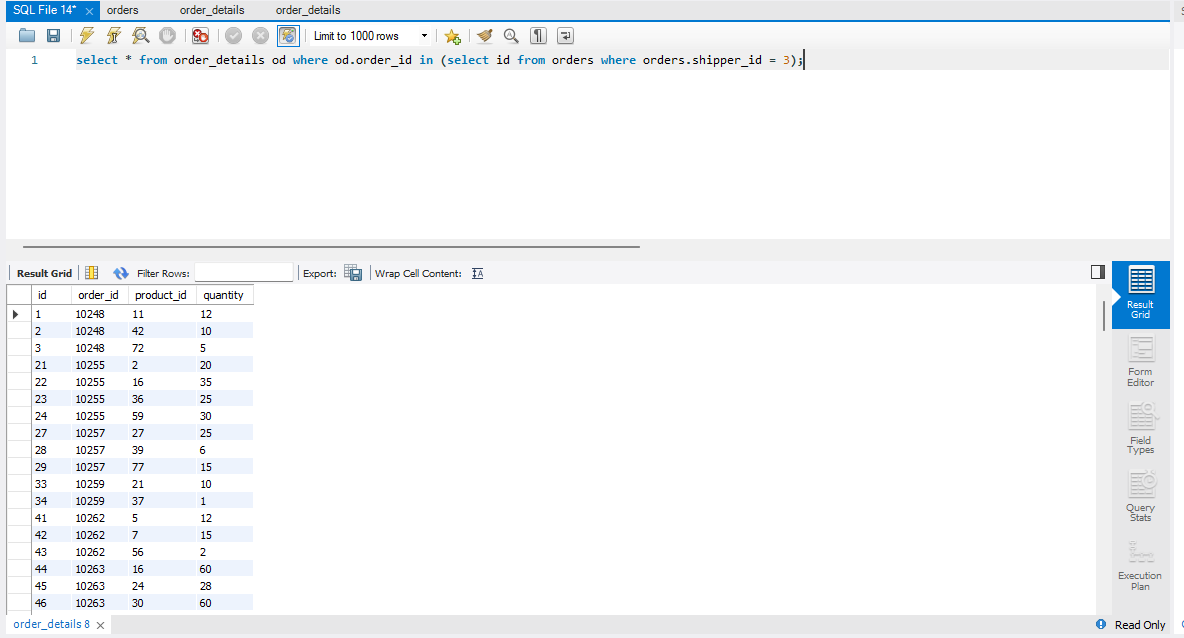 SQL File 14* orders order_details order_details
Limit to 1000 rows
1 select * from order_details od where od.order_id in (select id from orders where orders.shipper_id = 3);
Result Grid Filter Rows: Export: Wrap Cell Content:
id order_id product_id quantity
1 10248 11 12
2 10248 42 10
3 10248 72 5
21 10255 2 20
22 10255 16 35
23 10255 36 25
24 10255 59 30
27 10257 27 25
28 10257 39 6
29 10257 77 15
33 10259 21 10
34 10259 37 1
41 10262 5 12
42 10262 7 15
43 10262 56 2
44 10263 16 60
45 10263 24 28
46 10263 30 60
Result
Grid
Form
Editor
Field
Types
Query
Stats
Execution
Plan
order_details 8 Read Only